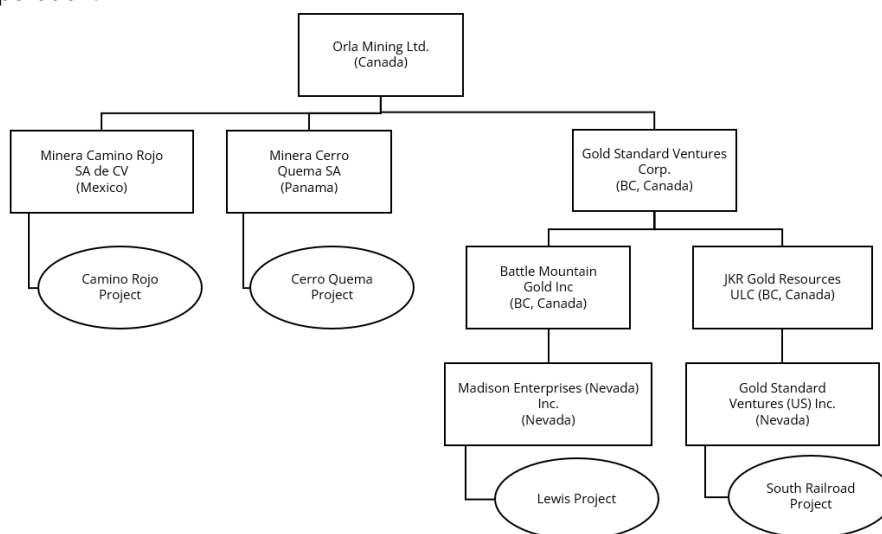 Orla Mining Ltd.
(Canada)
Minera Camino Rojo
SA de CV
(Mexico)
Minera Cerro
Quema SA
(Panama)
Gold Standard Ventures
Corp.
(BC, Canada)
Camino Rojo
Project
Cerro Quema
Project
Battle Mountain
Gold Inc
(BC, Canada)
JKR Gold Resources
ULC (BC, Canada)
Madison Enterprises (Nevada)
Inc.
(Nevada)
Gold Standard
Ventures (US) Inc.
(Nevada)
Lewis Project
South Railroad
Project